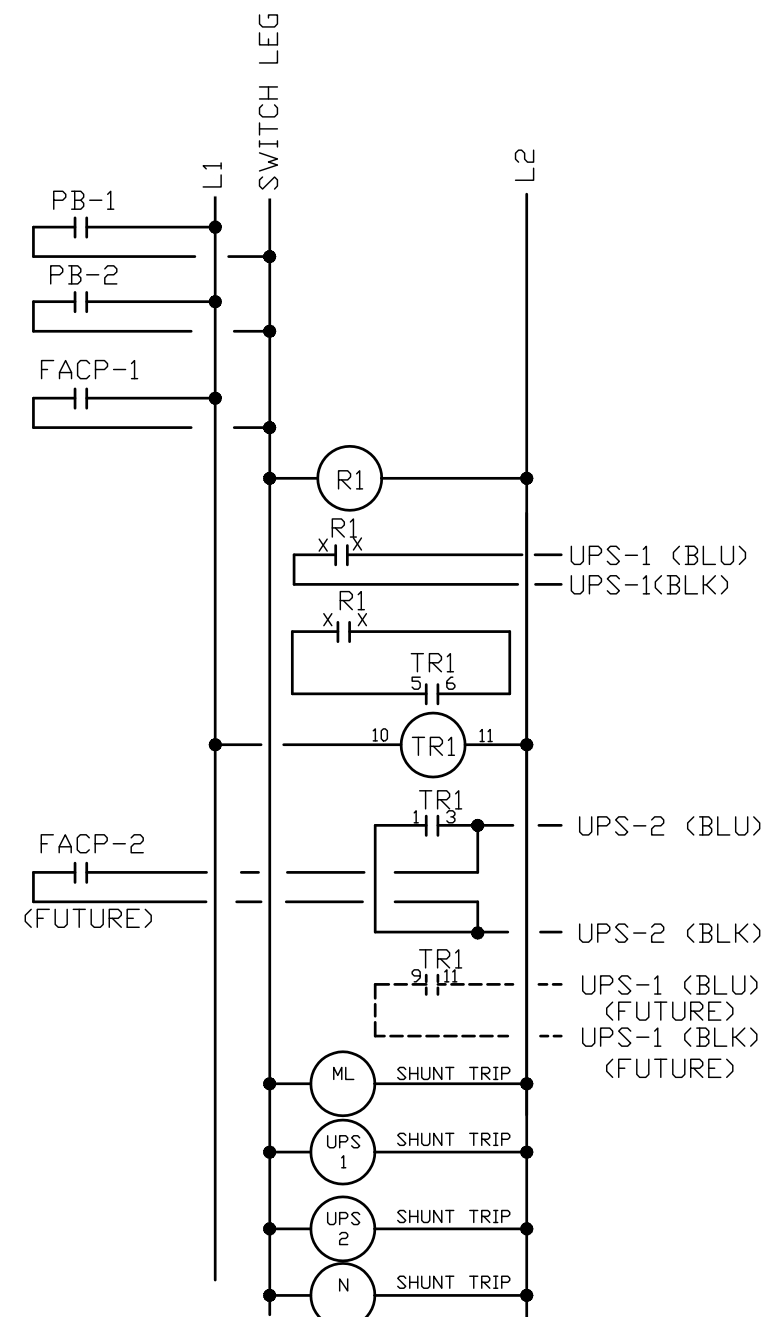 SWITCH LEG
L1
L2
PB-1
PB-2
FACP-1
R1
R1
X X
UPS-1 (BLU)
UPS-1(BLK)
R1
X X
TR1
5 6
10 TR1 11
TR1
1 3
UPS-2 (BLU)
FACP-2
(FUTURE)
UPS-2 (BLK)
TR1
9 11
UPS-1 (BLU)
(FUTURE)
UPS-1 (BLK)
(FUTURE)
ML SHUNT TRIP
UPS
1
SHUNT TRIP
UPS
2
SHUNT TRIP
N SHUNT TRIP